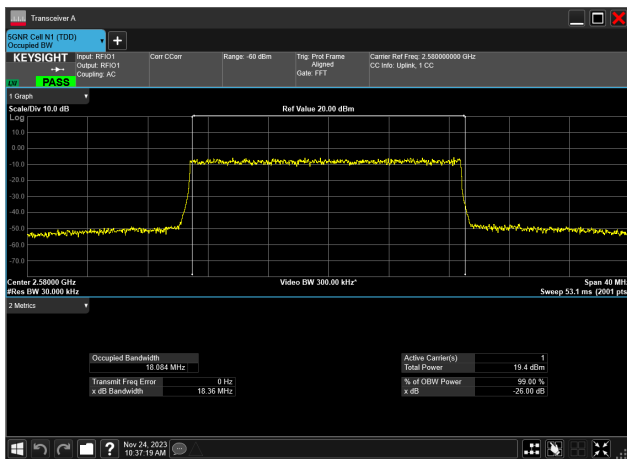 Transceiver A
5GNR Cell N1 (TDD)
Occupied BW
KEYSIGHT
LXI
PASS
Input: RFIO1
Output: RFIO1
Coupling: AC
Corr CCorr
Range: -60 dBm
Trig: Prot Frame
Aligned
Gate: FFT
Carrier Ref Freq: 2.580000000 GHz
CC Info: Uplink, 1 CC
1 Graph
Scale/Div 10.0 dB
Ref Value 20.00 dBm
Log
10.0
0.00
-10.0
-20.0
-30.0
-40.0
-50.0
-60.0
-70.0
Center 2.58000 GHz
Video BW 300.00 kHz*
Span 40 MHz
#Res BW 30.000 kHz
Sweep 53.1 ms (2001 pts
2 Metrics
Occupied Bandwidth
18.084 MHz
Transmit Freq Error 0 Hz
x dB Bandwidth 18.36 MHz
Active Carrier(s) 1
Total Power 19.4 dBm
% of OBW Power 99.00 %
x dB -26.00 dB
Nov 24, 2023
10:37:19 AM